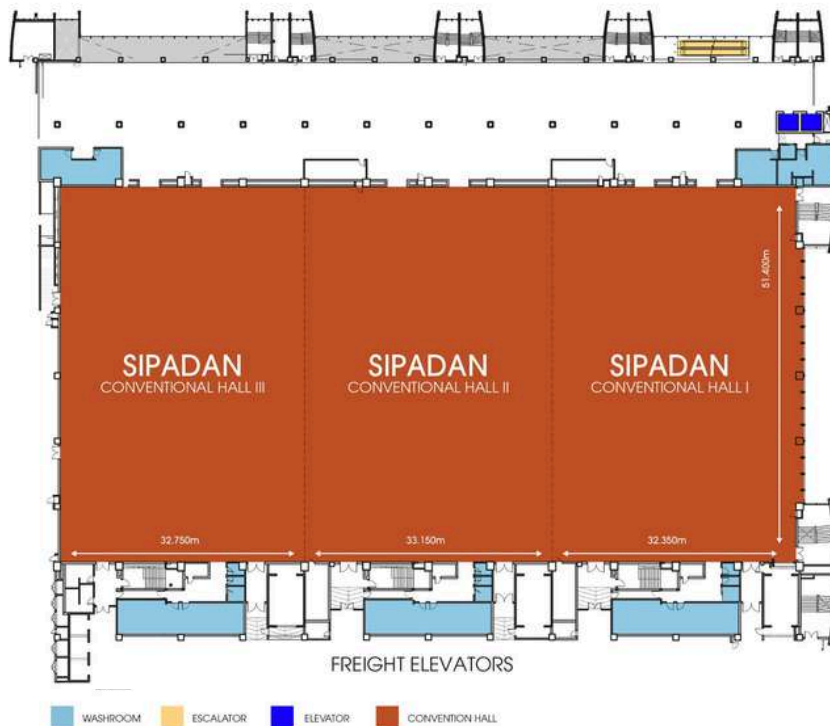 51.400m
SIPADAN
CONVENTIONAL HALL III
SIPADAN
CONVENTIONAL HALL II
SIPADAN
CONVENTIONAL HALL I
32.750m
33.150m
32.350m
FREIGHT ELEVATORS
WASHROOM
ESCALATOR
ELEVATOR
CONVENTION HALL